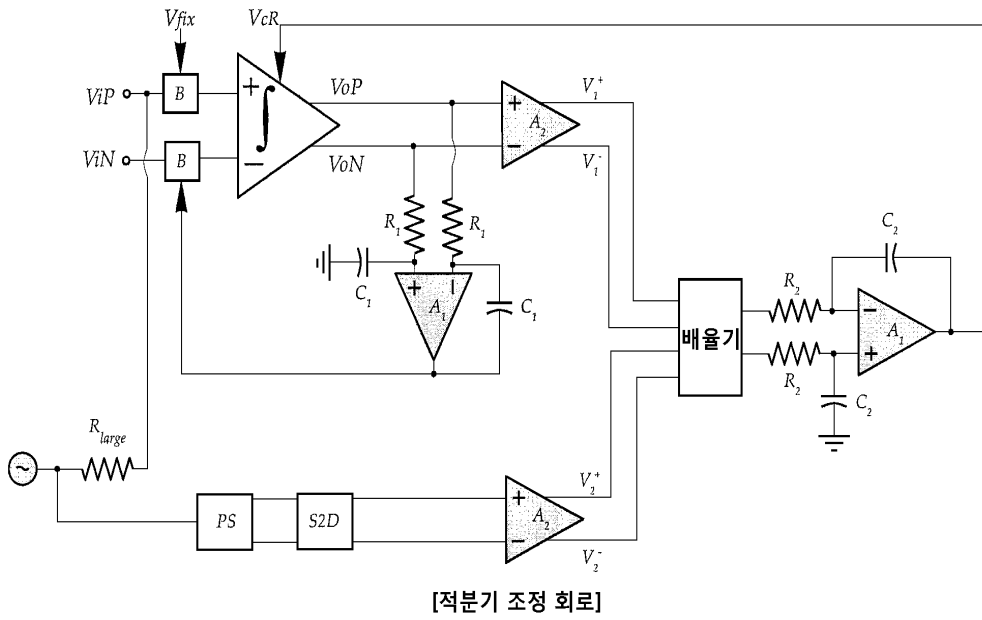 Vfix
VcR
ViP
B
+
∫
VoP
+
A2
V1+
ViN
B
−
VoN
−
V1-
R1
R1
C1
+
−
A1
C1
배율기
R2
R2
C2
−
A1
+
C2
Rlarge
~
PS
S2D
+
A2
−
V2+
V2-
[적분기 조정 회로]